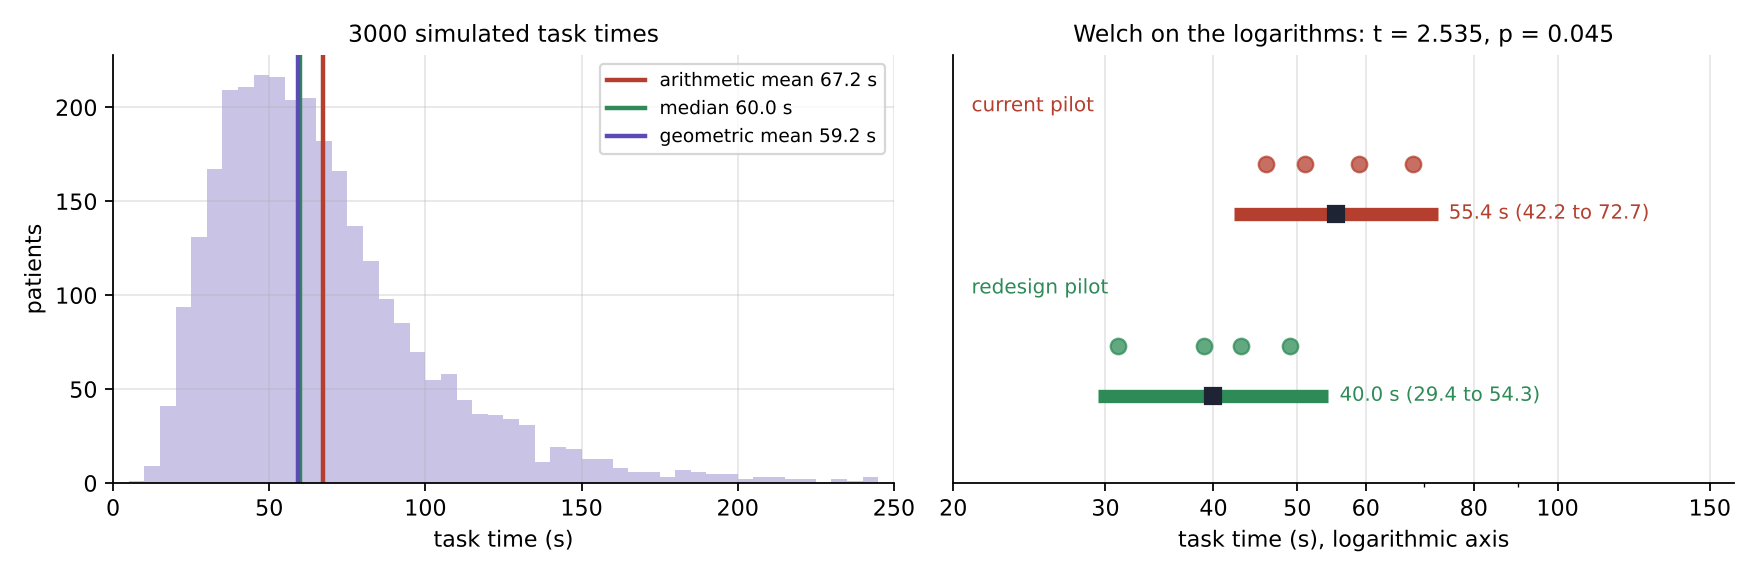 3000 simulated task times
patients
200
150
100
50
0
arithmetic mean 67.2 s
median 60.0 s
geometric mean 59.2 s
0 50 100 150 200 250
task time (s)
Welch on the logarithms: t = 2.535, p = 0.045
current pilot
55.4 s (42.2 to 72.7)
redesign pilot
40.0 s (29.4 to 54.3)
20 30 40 50 60 80 100 150
task time (s), logarithmic axis